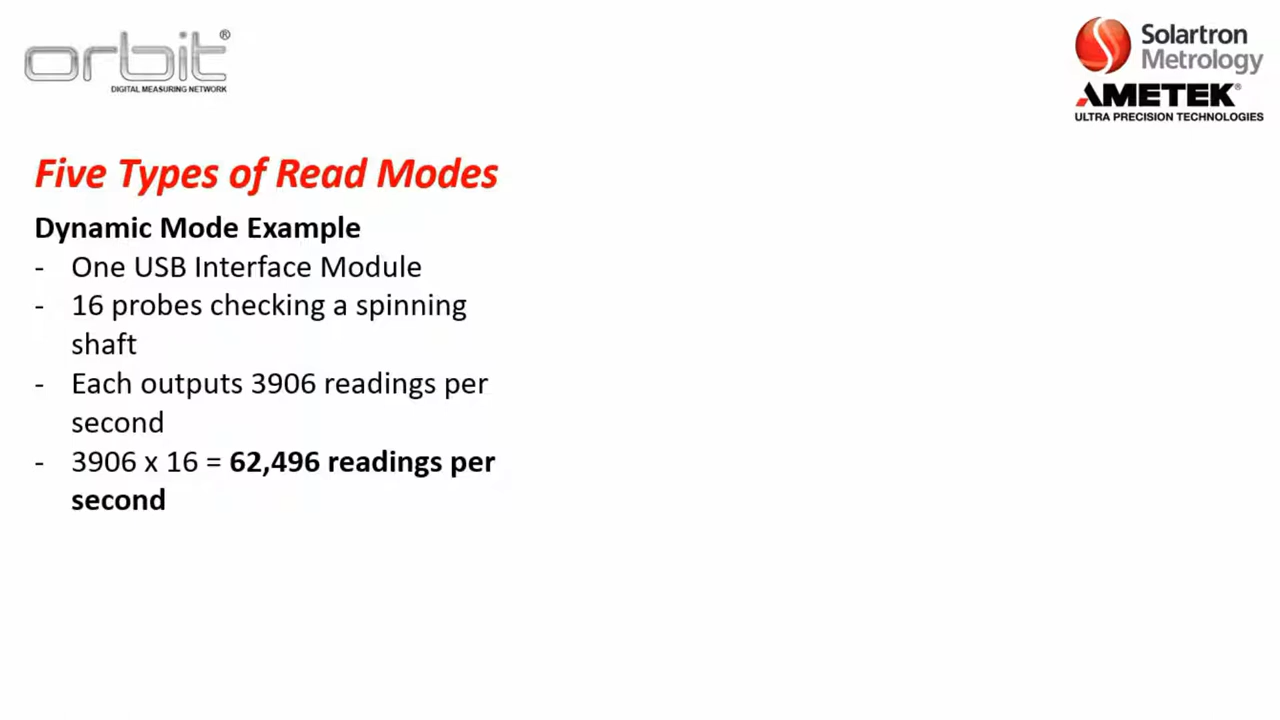 orbit®
DIGITAL MEASURING NETWORK
Solartron
Metrology
AMETEK®
ULTRA PRECISION TECHNOLOGIES
Five Types of Read Modes
Dynamic Mode Example
- One USB Interface Module
- 16 probes checking a spinning
shaft
- Each outputs 3906 readings per
second
- 3906 x 16 = 62,496 readings per
second